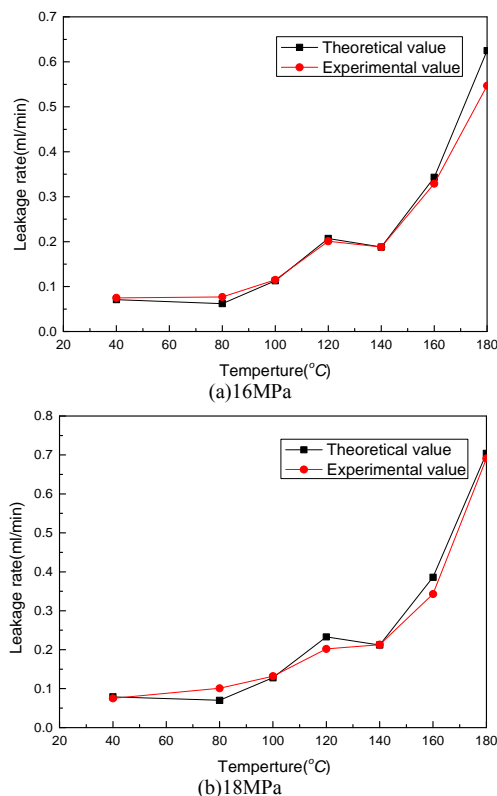 0.7
Theoretical value
Experimental value
0.6
0.5
0.4
0.3
0.2
0.1
0.0
Leakage rate(ml/min)
20 40 60 80 100 120 140 160 180
Temperture(°C)
(a)16MPa
0.8
Theoretical value
Experimental value
0.7
0.6
0.5
0.4
0.3
0.2
0.1
0.0
Leakage rate(ml/min)
20 40 60 80 100 120 140 160 180
Temperture(°C)
(b)18MPa